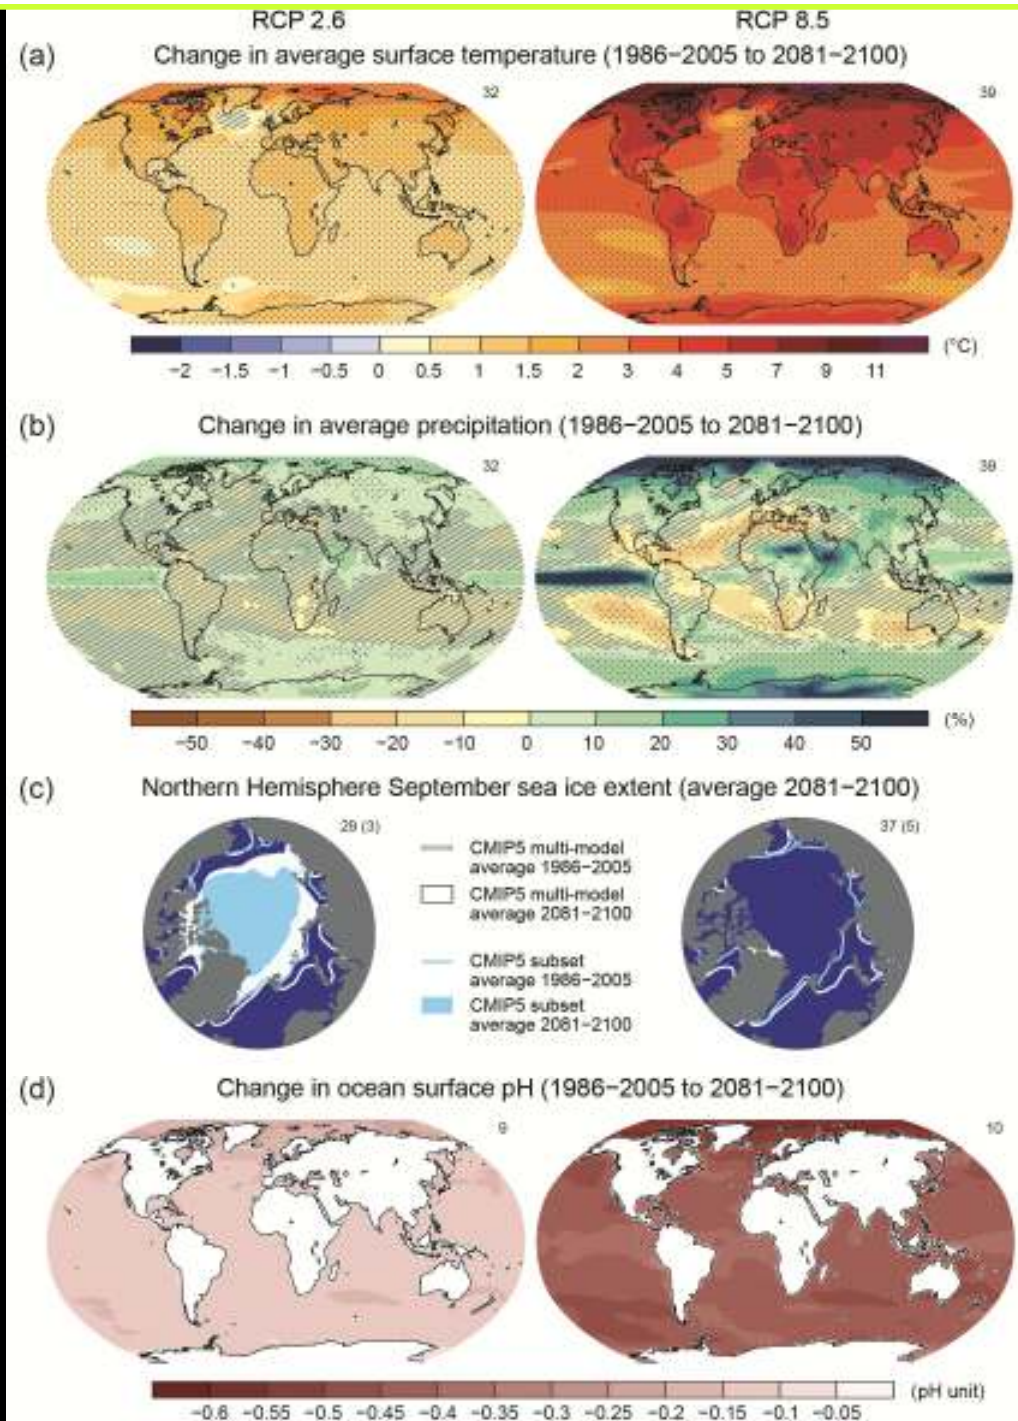 RCP 2.6
RCP 8.5
(a)
Change in average surface temperature (1986−2005 to 2081−2100)
32
39
−2 −1.5 −1 −0.5 0 0.5 1 1.5 2 3 4 5 7 9 11
(°C)
(b)
Change in average precipitation (1986−2005 to 2081−2100)
32
39
−50 −40 −30 −20 −10 0 10 20 30 40 50
(%)
(c)
Northern Hemisphere September sea ice extent (average 2081−2100)
29 (3)
37 (5)
CMIP5 multi-model
average 1986−2005
CMIP5 multi-model
average 2081−2100
CMIP5 subset
average 1986−2005
CMIP5 subset
average 2081−2100
(d)
Change in ocean surface pH (1986−2005 to 2081−2100)
9
10
−0.6 −0.55 −0.5 −0.45 −0.4 −0.35 −0.3 −0.25 −0.2 −0.15 −0.1 −0.05
(pH unit)